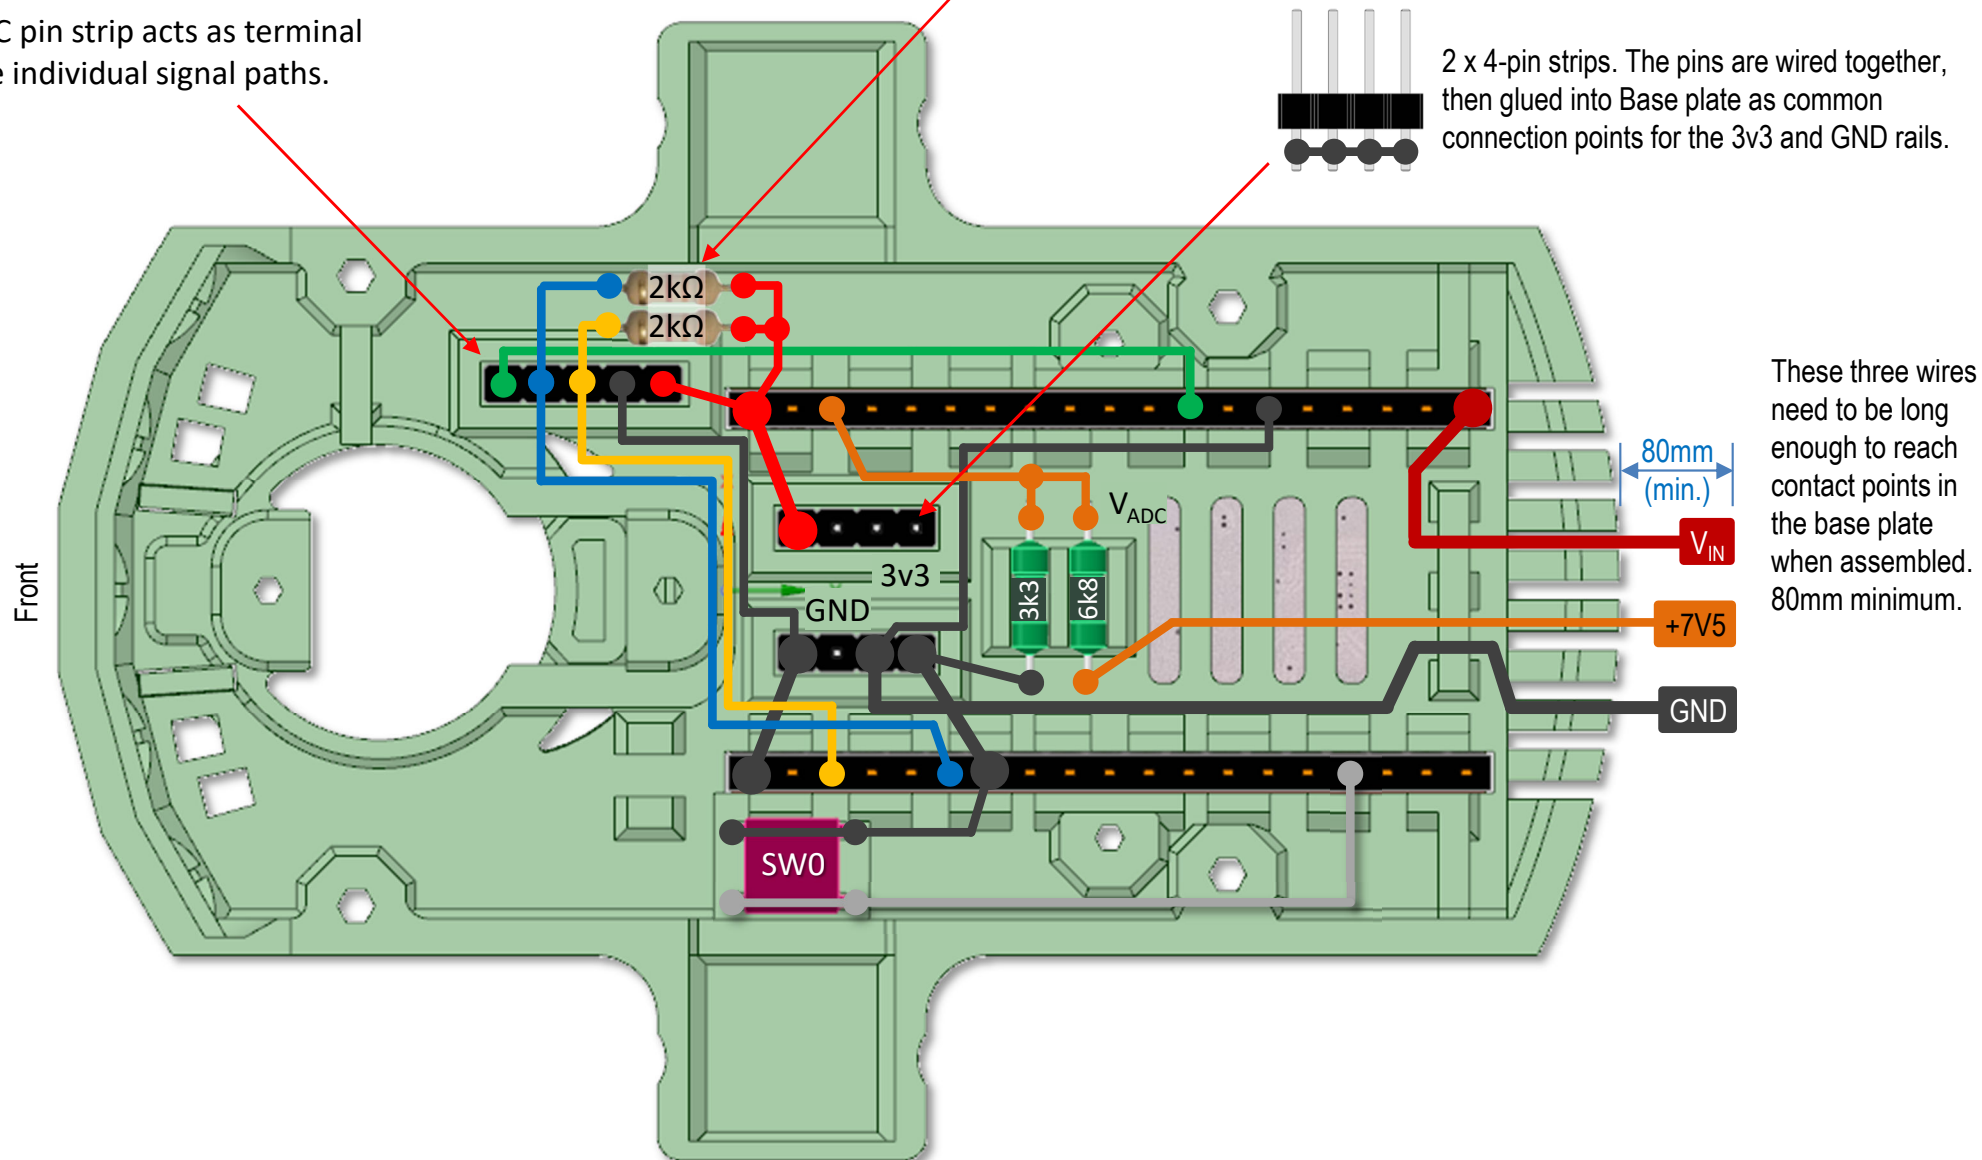 C pin strip acts as terminal
e individual signal paths.
2 x 4-pin strips. The pins are wired together,
then glued into Base plate as common
connection points for the 3v3 and GND rails.
2kΩ
2kΩ
These three wires
need to be long
enough to reach
contact points in
the base plate
when assembled.
80mm minimum.
80mm
(min.)
VADC
VIN
3v3
GND
3k3
6k8
Front
+7V5
GND
SW0